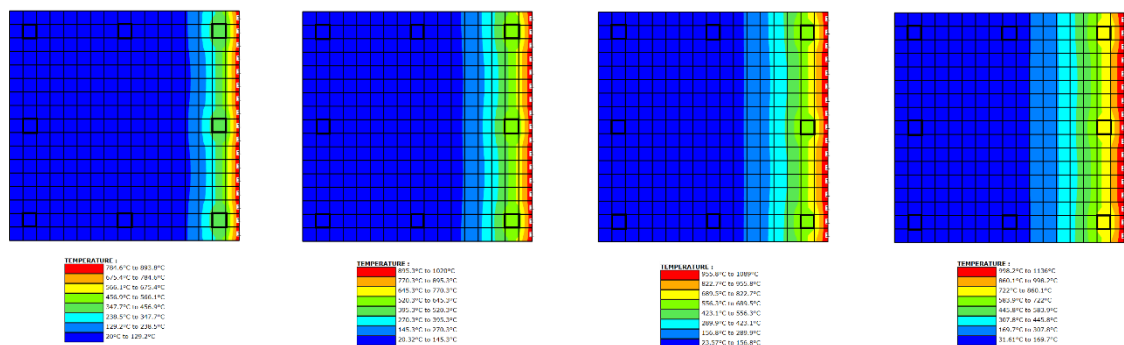 TEMPERATURE :
784.6°C to 893.8°C
675.4°C to 784.6°C
566.1°C to 675.4°C
456.9°C to 566.1°C
347.7°C to 456.9°C
238.5°C to 347.7°C
129.2°C to 238.5°C
20°C to 129.2°C
TEMPERATURE :
895.3°C to 1020°C
770.3°C to 895.3°C
645.3°C to 770.3°C
520.3°C to 645.3°C
395.3°C to 520.3°C
270.3°C to 395.3°C
145.3°C to 270.3°C
20.32°C to 145.3°C
TEMPERATURE :
955.8°C to 1089°C
822.7°C to 955.8°C
689.5°C to 822.7°C
556.3°C to 689.5°C
423.1°C to 556.3°C
289.9°C to 423.1°C
156.8°C to 289.9°C
23.57°C to 156.8°C
TEMPERATURE :
998.2°C to 1136°C
860.1°C to 998.2°C
722°C to 860.1°C
583.9°C to 722°C
445.8°C to 583.9°C
307.8°C to 445.8°C
169.7°C to 307.8°C
31.61°C to 169.7°C